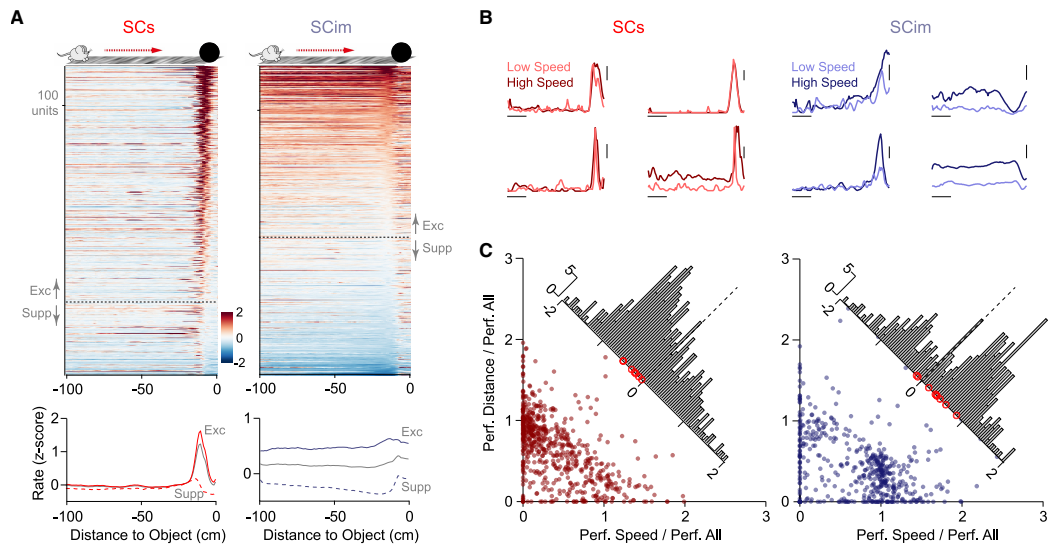 A
SCs
SCim
100
units
Exc
Supp
Exc
Supp
2
0
-2
-100
-50
0
-100
-50
0
Rate (z-score)
2
1
0
Exc
Supp
1
0
Exc
Supp
-100
-50
0
-100
-50
0
Distance to Object (cm)
Distance to Object (cm)
B
SCs
SCim
Low Speed
High Speed
Low Speed
High Speed
C
Perf. Distance / Perf. All
3
2
1
0
0
1
2
3
Perf. Speed / Perf. All
5
0
-2
0
2
3
2
1
0
0
1
2
3
Perf. Speed / Perf. All
5
0
-2
0
2